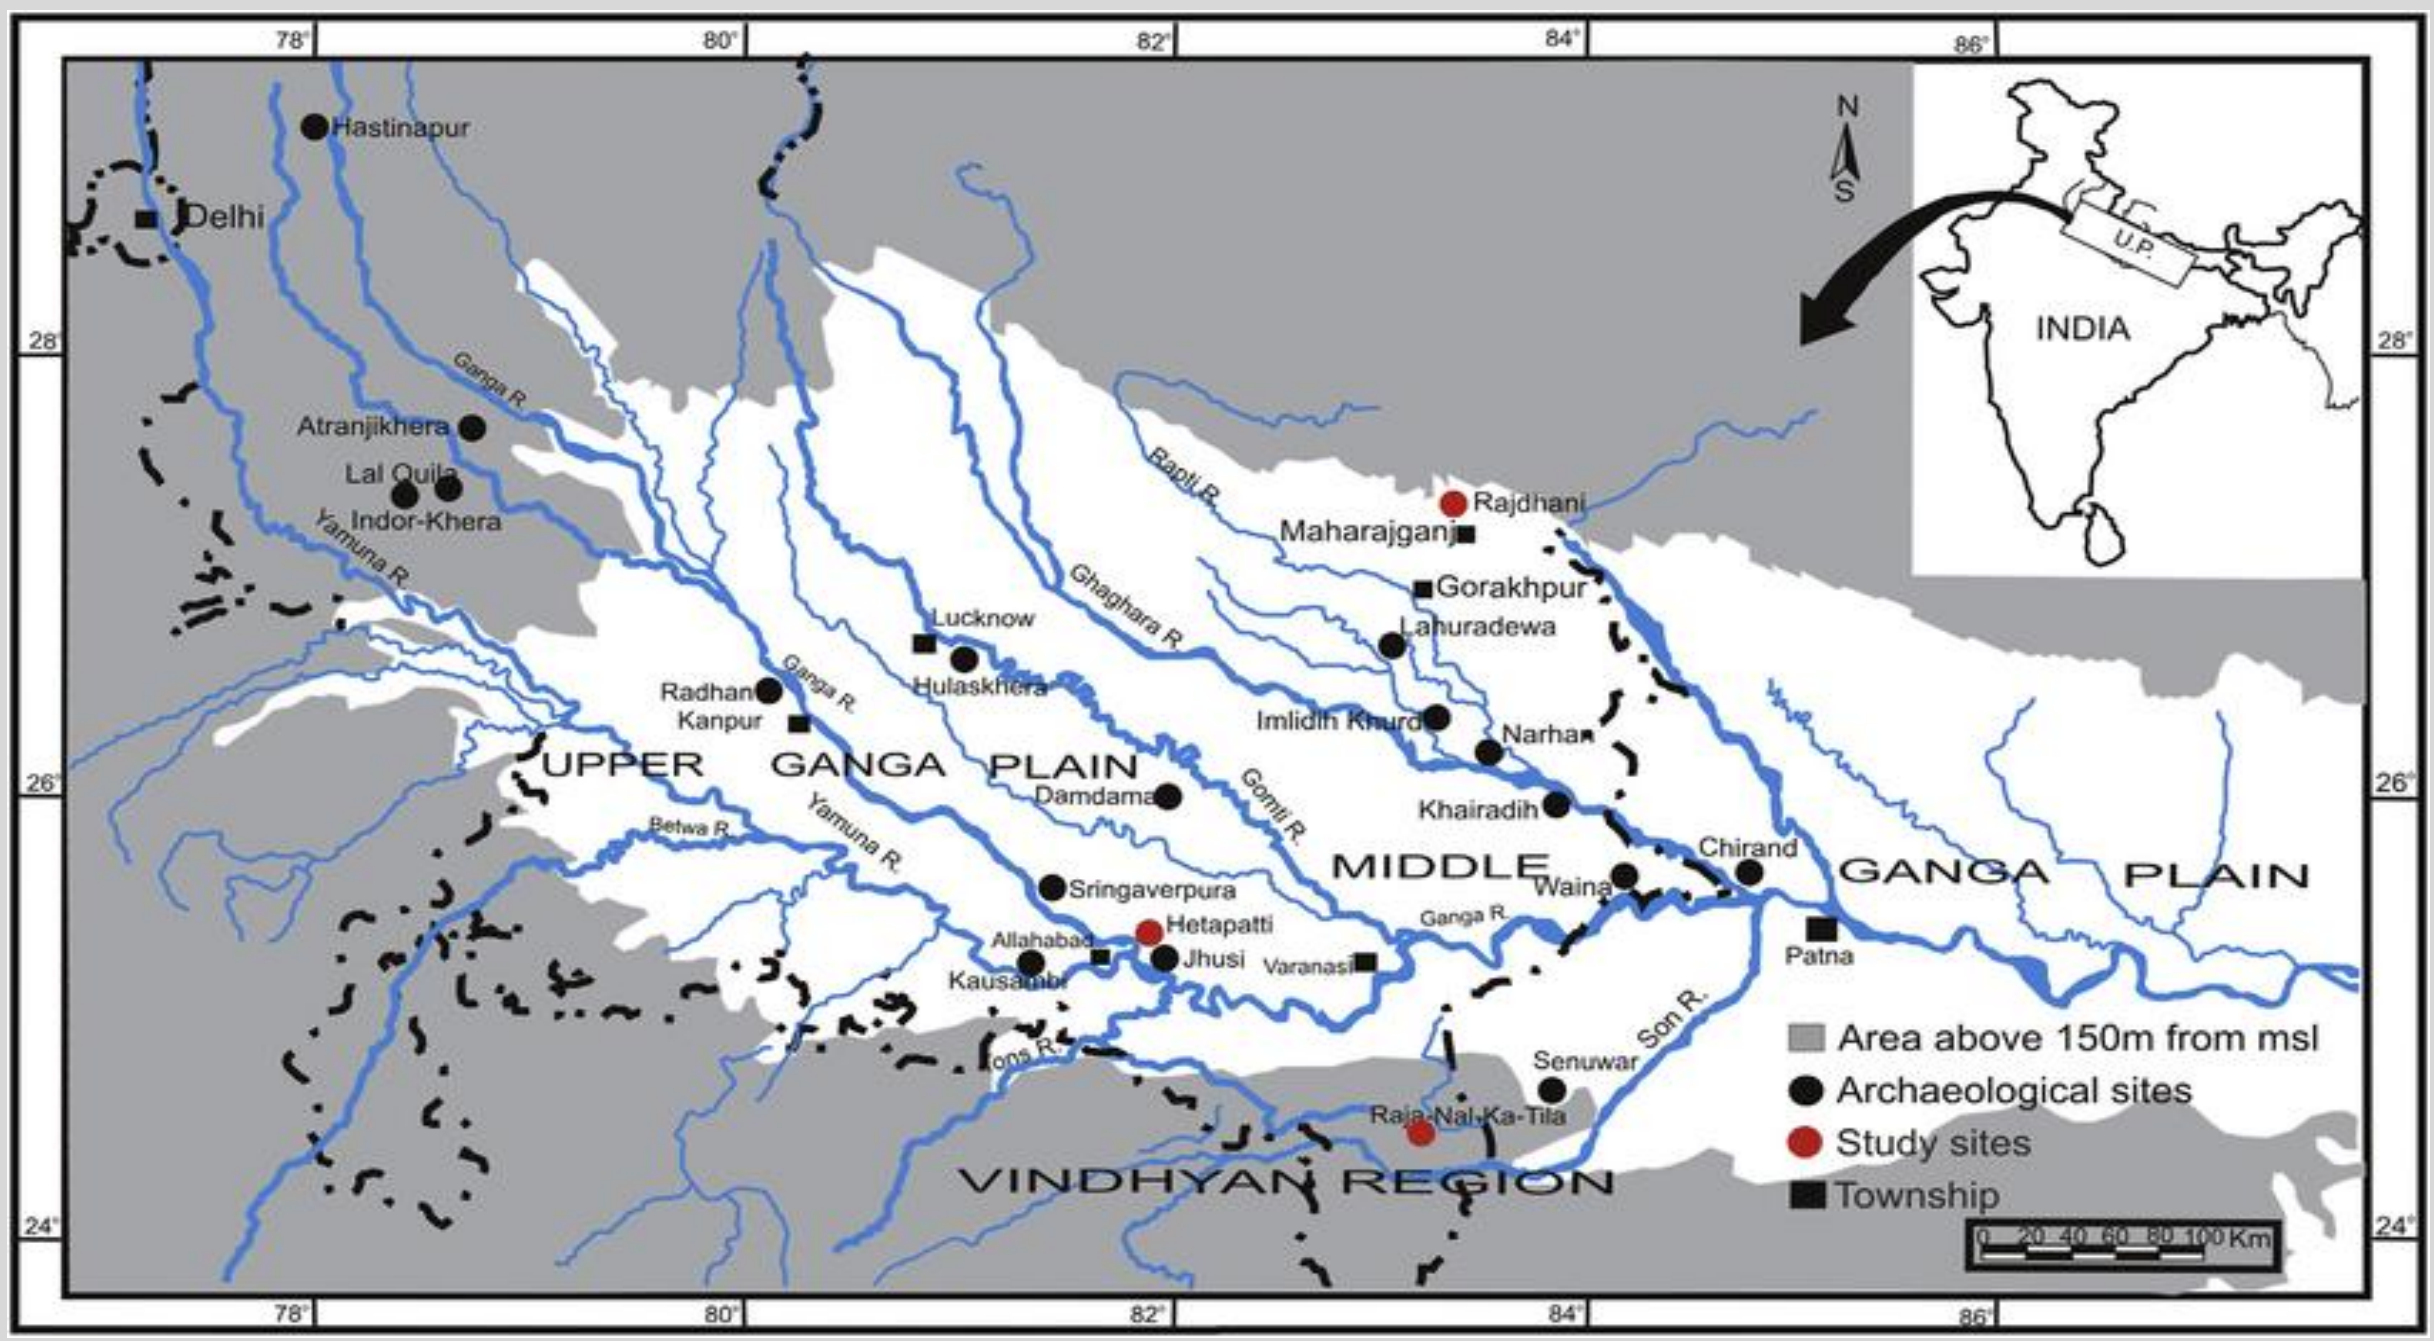 78°
80°
82°
84°
86°
N
S
Hastinapur
Delhi
U.P.
INDIA
28°
28°
Ganga R.
Atranjikhera
Lal Quila
Indor-Khera
Yamuna R.
Rapti R.
Rajdhani
Maharajganj
Gorakhpur
Ghaghara R.
Lahuradewa
Lucknow
Hulaskhera
Radhan
Kanpur
Ganga R.
Imlidih Khurd
Narhan
UPPER GANGA PLAIN
26°
26°
Damdama
Gomti R.
Khairadih
Betwa R.
Yamuna R.
Chirand
MIDDLE GANGA PLAIN
Waina
Sringaverpura
Ganga R.
Hetapatti
Allahabad
Jhusi
Varanasi
Kausambi
Patna
Son R.
Tons R.
Senuwar
Raja-Nal-Ka-Tila
VINDHYAN REGION
Area above 150m from msl
Archaeological sites
Study sites
Township
24°
24°
0 20 40 60 80 100 Km
78°
80°
82°
84°
86°